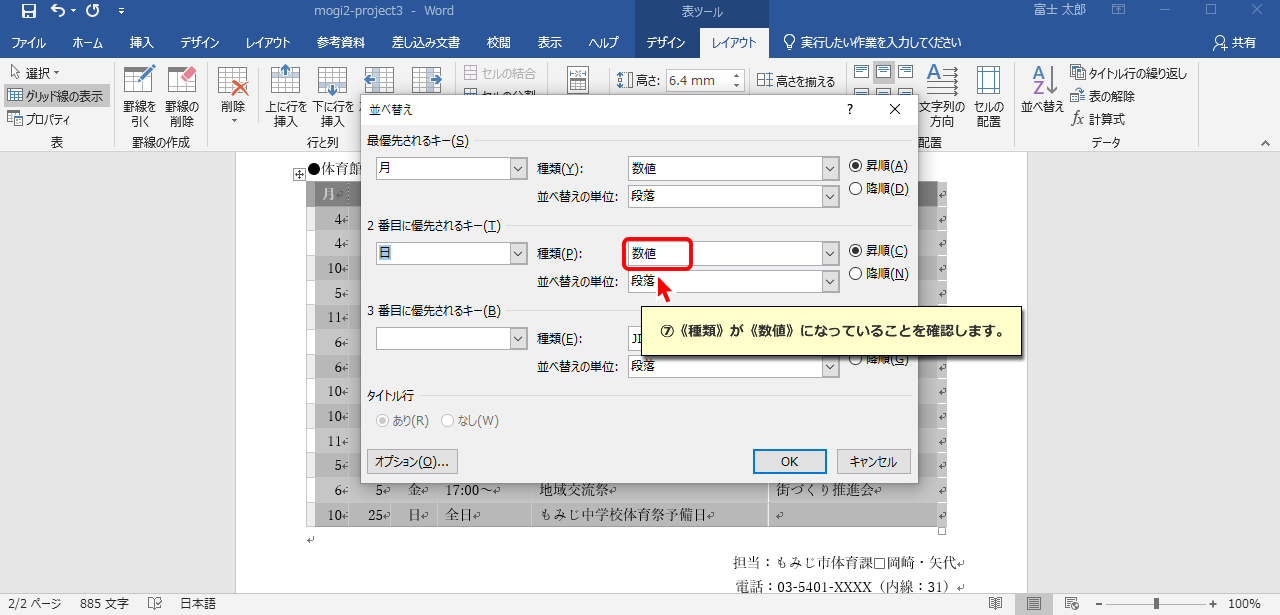 mogi2-project3 - Word
表ツール
富士 太郎
ファイル ホーム 挿入 デザイン レイアウト 参考資料 差し込み文書 校閲 表示 ヘルプ デザイン レイアウト 実行したい作業を入力してください 共有
選択
グリッド線の表示
プロパティ
表
罫線を引く
罫線の削除
罫線の作成
削除
上に行を挿入
下に行を挿入
行と列
セルの結合
高さ: 6.4 mm
高さを揃える
文字列の方向
セルの配置
配置
並べ替え
タイトル行の繰り返し
表の解除
計算式
データ
並べ替え ?
最優先されるキー(S)
月 種類(Y): 数値 昇順(A)
並べ替えの単位: 段落 降順(D)
2 番目に優先されるキー(T)
日 種類(P): 数値 昇順(C)
並べ替えの単位: 段落 降順(N)
3 番目に優先されるキー(B)
種類(E): JI
並べ替えの単位: 段落 降順(G)
タイトル行
あり(R) なし(W)
オプション(O)... OK キャンセル
⑦《種類》が《数値》になっていることを確認します。
●体育館
月
4
4
10
5
11
6
6
10
10
11
5
6 5 金 17:00～ 地域交流祭 街づくり推進会
10 25 日 全日 もみじ中学校体育祭予備日
担当：もみじ市体育課□岡崎・矢代
電話：03-5401-XXXX（内線：31）
2/2 ページ 885 文字 日本語 100%